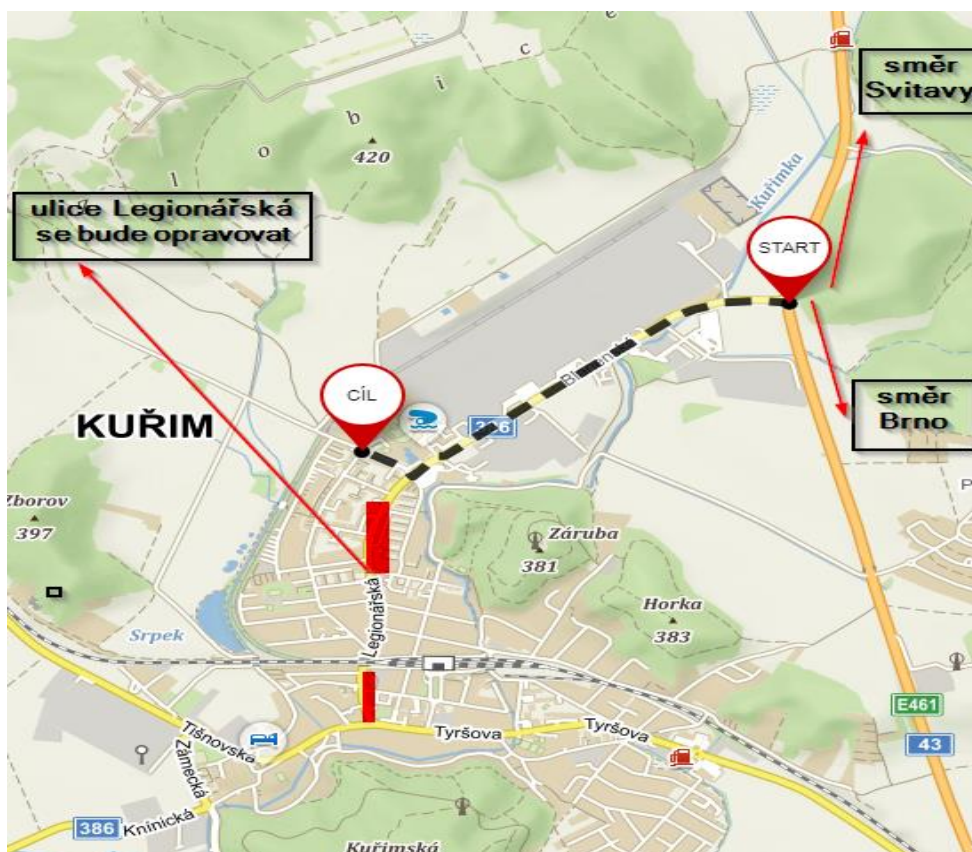 směr
Svitavy
l o b i c e
420
Kuřimka
ulice Legionářská
se bude opravovat
START
směr
Brno
CÍL
KUŘIM
Zborov
397
Záruba
381
Horka
383
Srpek
Legionářská
E461
43
Tišnovská
Tyršova
Tyršova
Zámecká
386
Kninická
Kuřimská